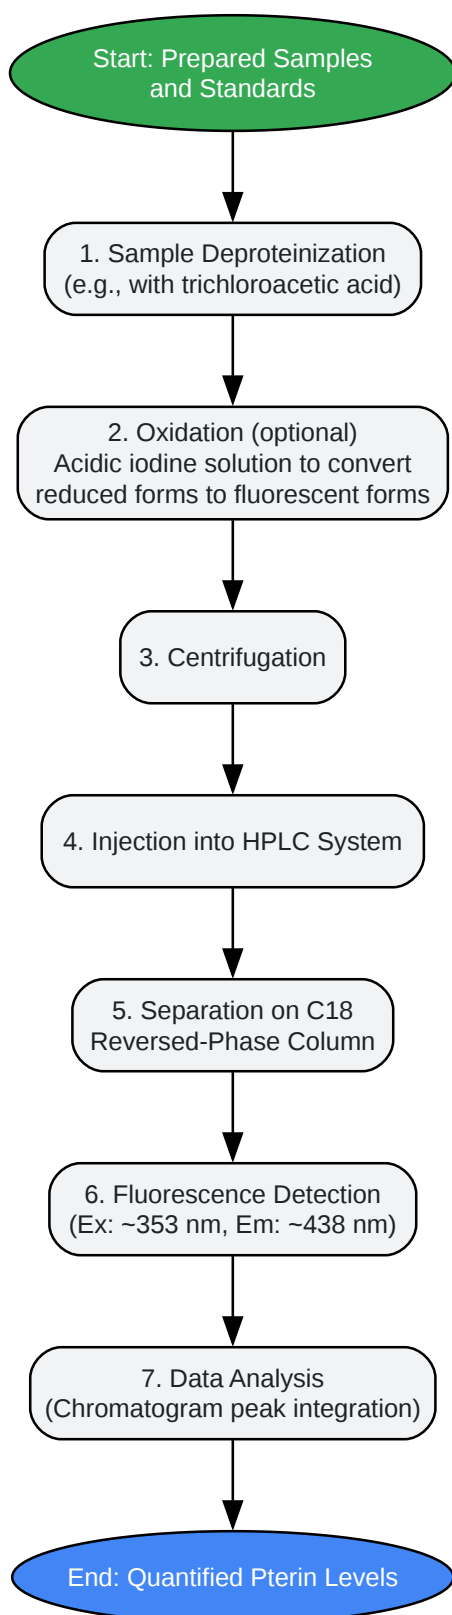 Start: Prepared Samples
and Standards
1. Sample Deproteinization
(e.g., with trichloroacetic acid)
2. Oxidation (optional)
Acidic iodine solution to convert
reduced forms to fluorescent forms
3. Centrifugation
4. Injection into HPLC System
5. Separation on C18
Reversed-Phase Column
6. Fluorescence Detection
(Ex: ~353 nm, Em: ~438 nm)
7. Data Analysis
(Chromatogram peak integration)
End: Quantified Pterin Levels